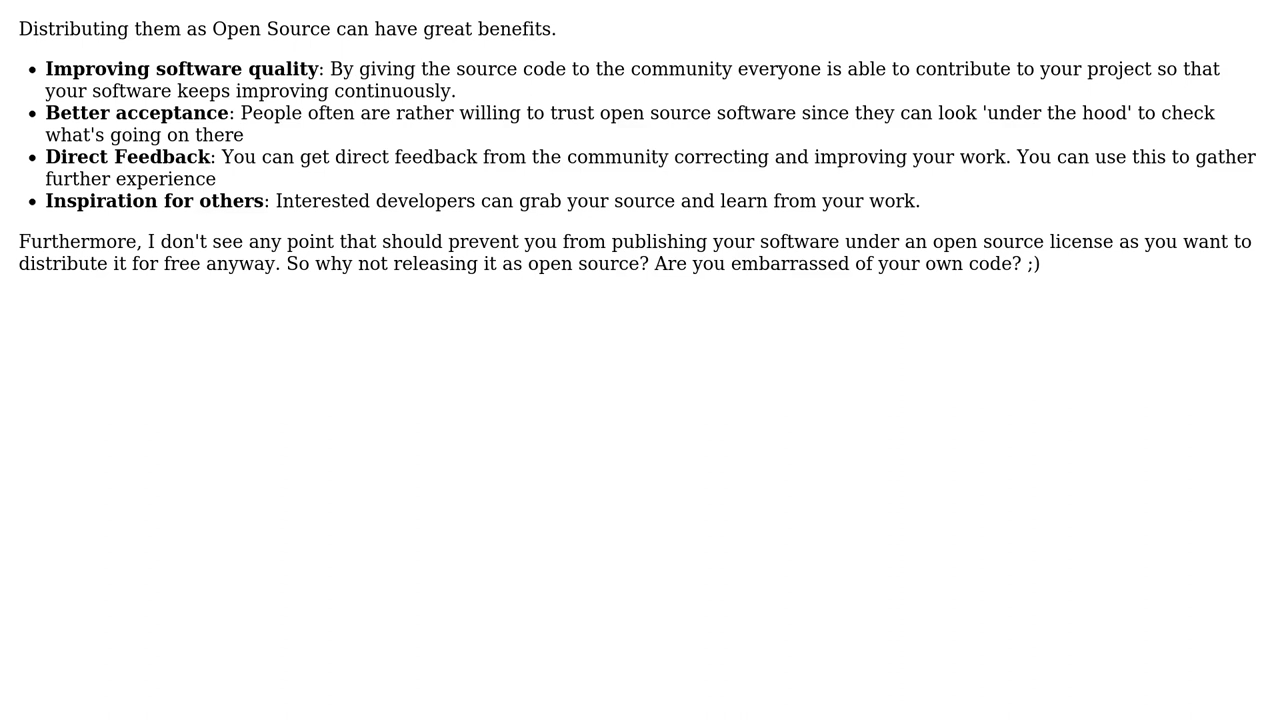 Distributing them as Open Source can have great benefits.
• Improving software quality: By giving the source code to the community everyone is able to contribute to your project so that
your software keeps improving continuously.
• Better acceptance: People often are rather willing to trust open source software since they can look 'under the hood' to check
what's going on there
• Direct Feedback: You can get direct feedback from the community correcting and improving your work. You can use this to gather
further experience
• Inspiration for others: Interested developers can grab your source and learn from your work.
Furthermore, I don't see any point that should prevent you from publishing your software under an open source license as you want to
distribute it for free anyway. So why not releasing it as open source? Are you embarrassed of your own code? ;)